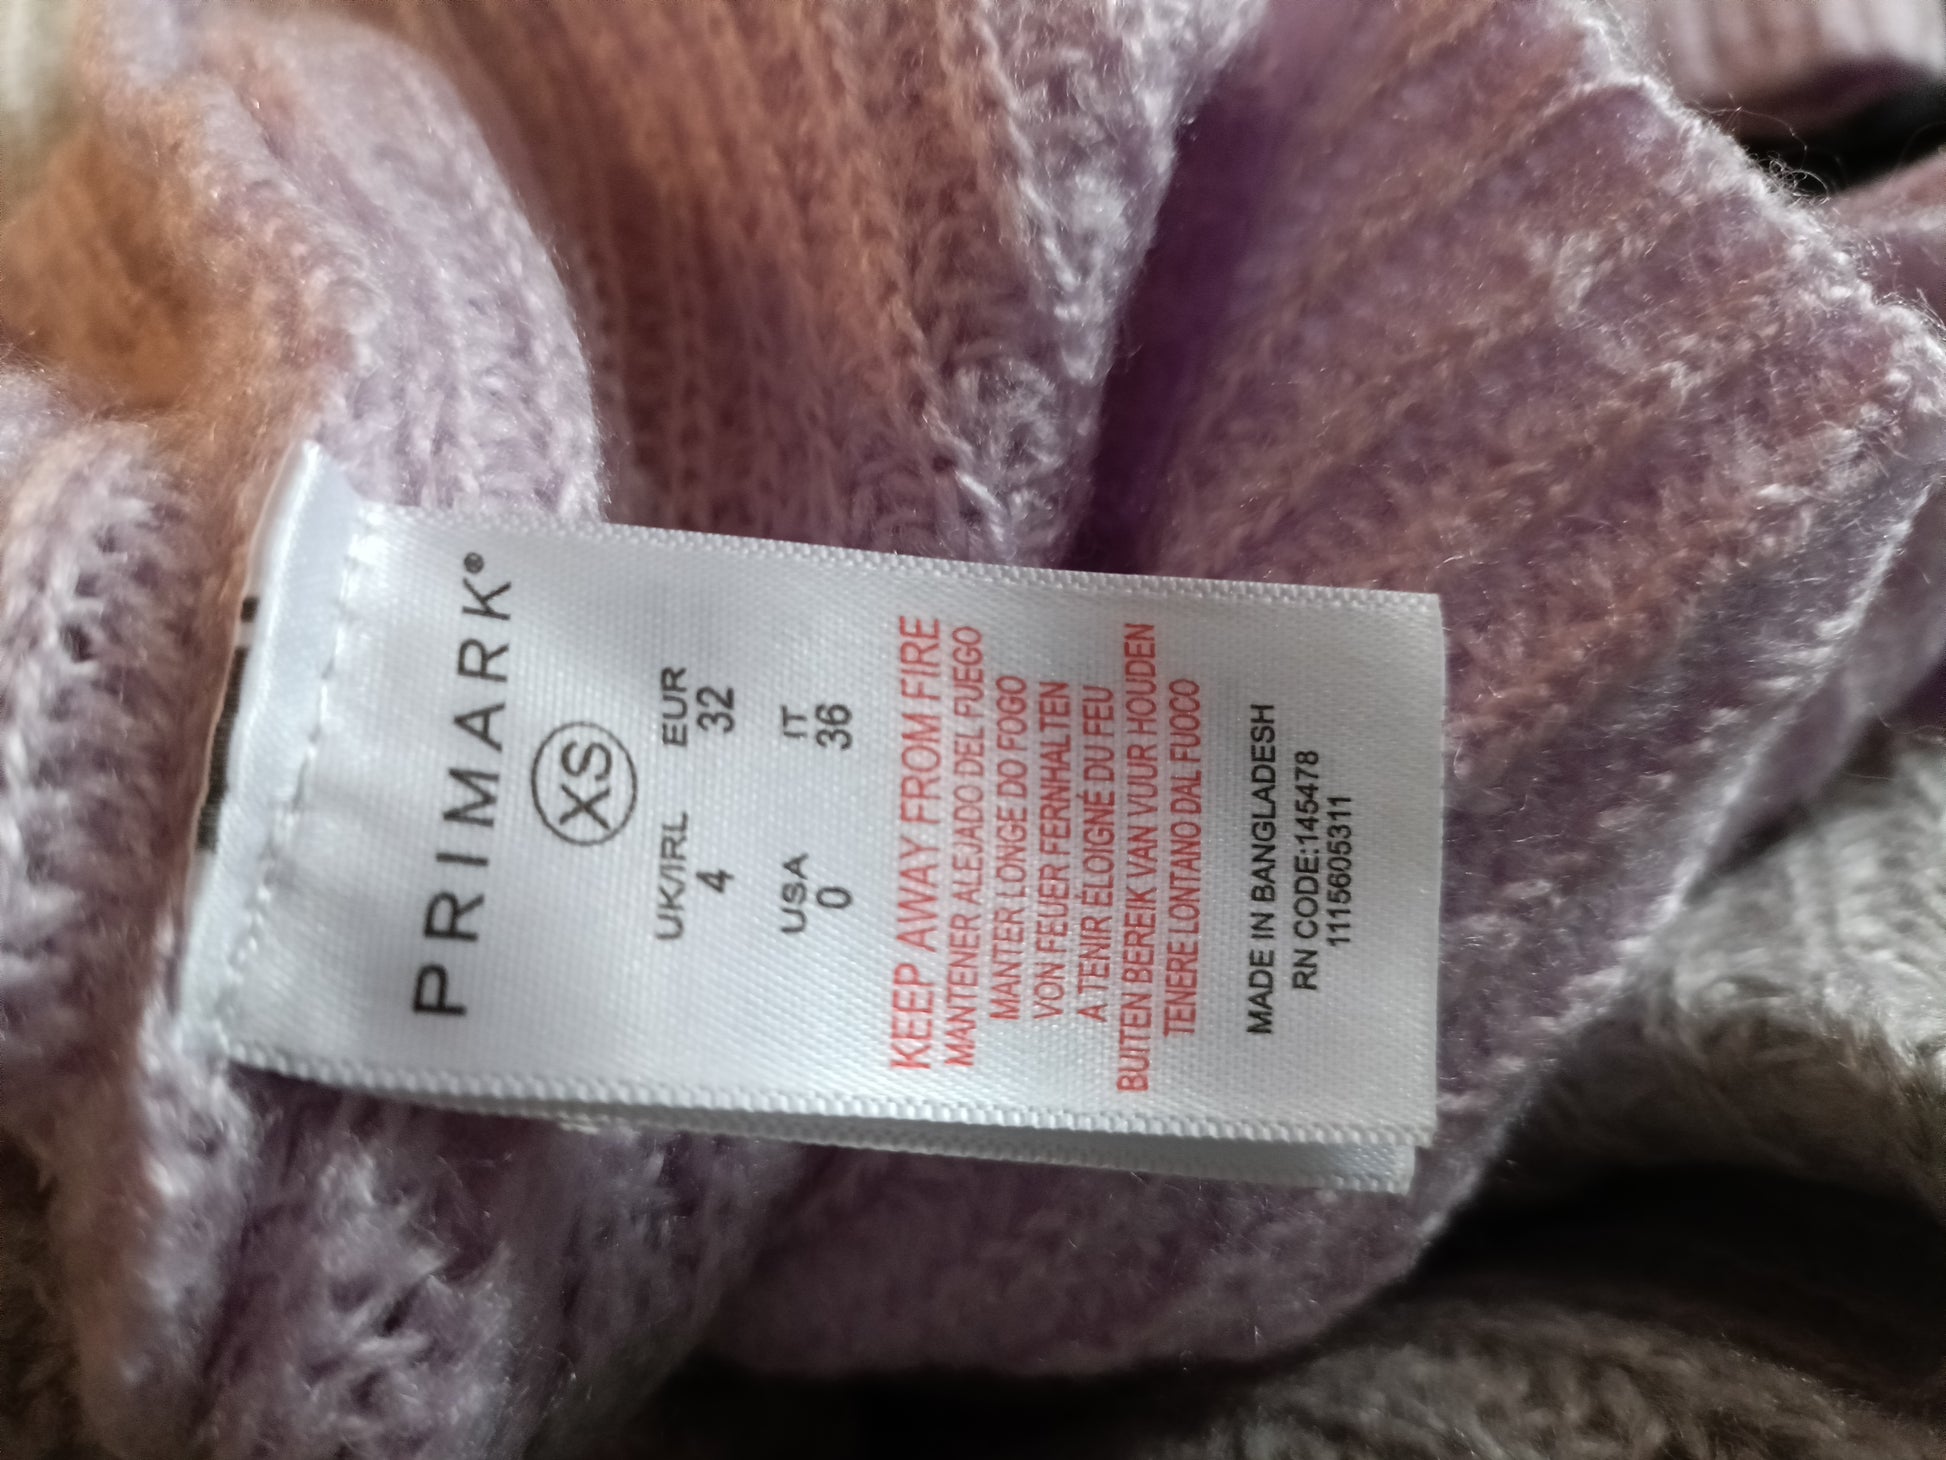 PRIMARK®
XS
UK/IRL EUR
4 32
USA IT
0 36
KEEP AWAY FROM FIRE
MANTENER ALEJADO DEL FUEGO
MANTER LONGE DO FOGO
VON FEUER FERNHALTEN
A TENIR ÉLOIGNÉ DU FEU
BUITEN BEREIK VAN VUUR HOUDEN
TENERE LONTANO DAL FUOCO
MADE IN BANGLADESH
RN CODE:145478
1115605311